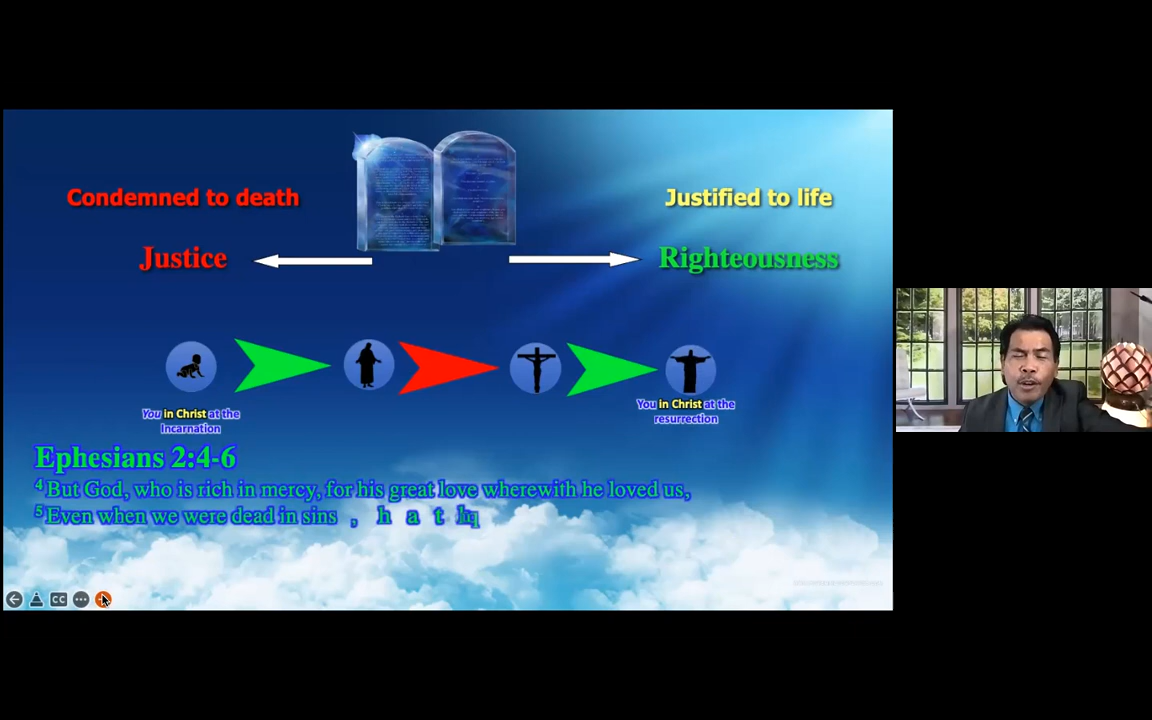 Condemned to death
Justified to life
Justice
Righteousness
You in Christ at the
Incarnation
You in Christ at the
resurrection
Ephesians 2:4-6
4 But God, who is rich in mercy, for his great love wherewith he loved us,
5 Even when we were dead in sins , h a t
CC